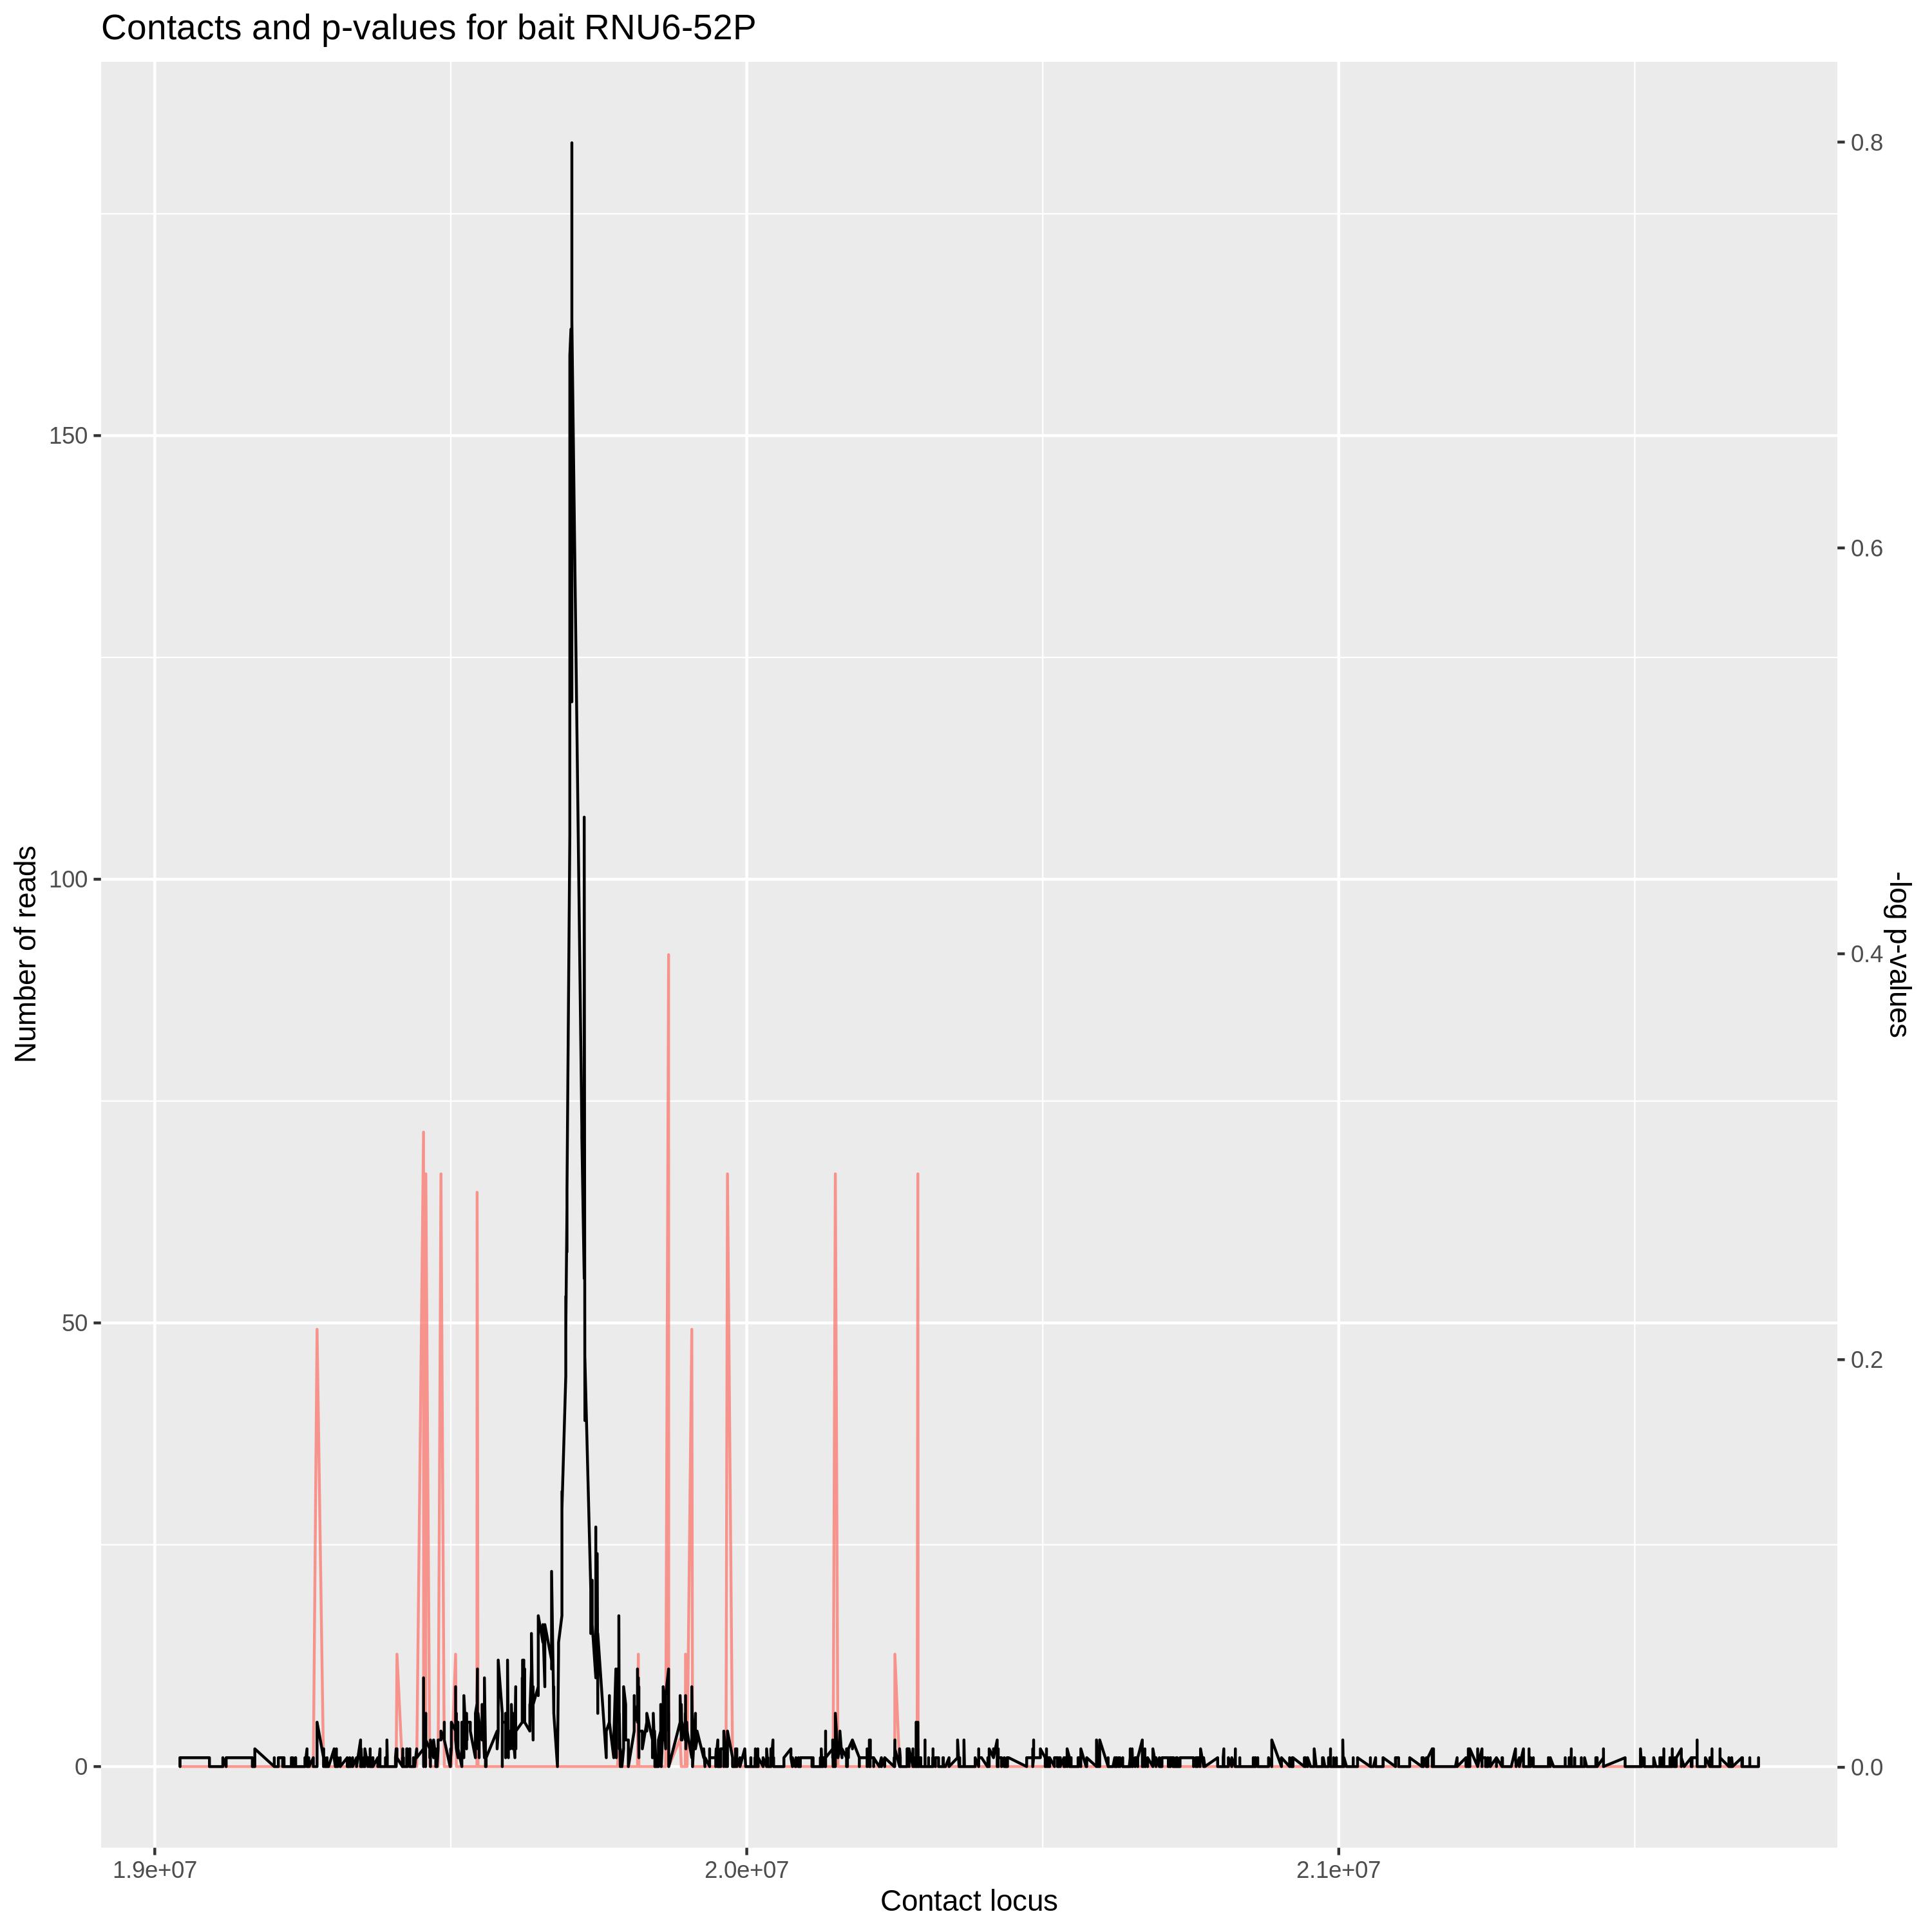 Contacts and p-values for bait RNU6-52P
Number of reads
150
100
50
0
0.8
0.6
0.4
0.2
0.0
-log p-values
1.9e+07
2.0e+07
2.1e+07
Contact locus